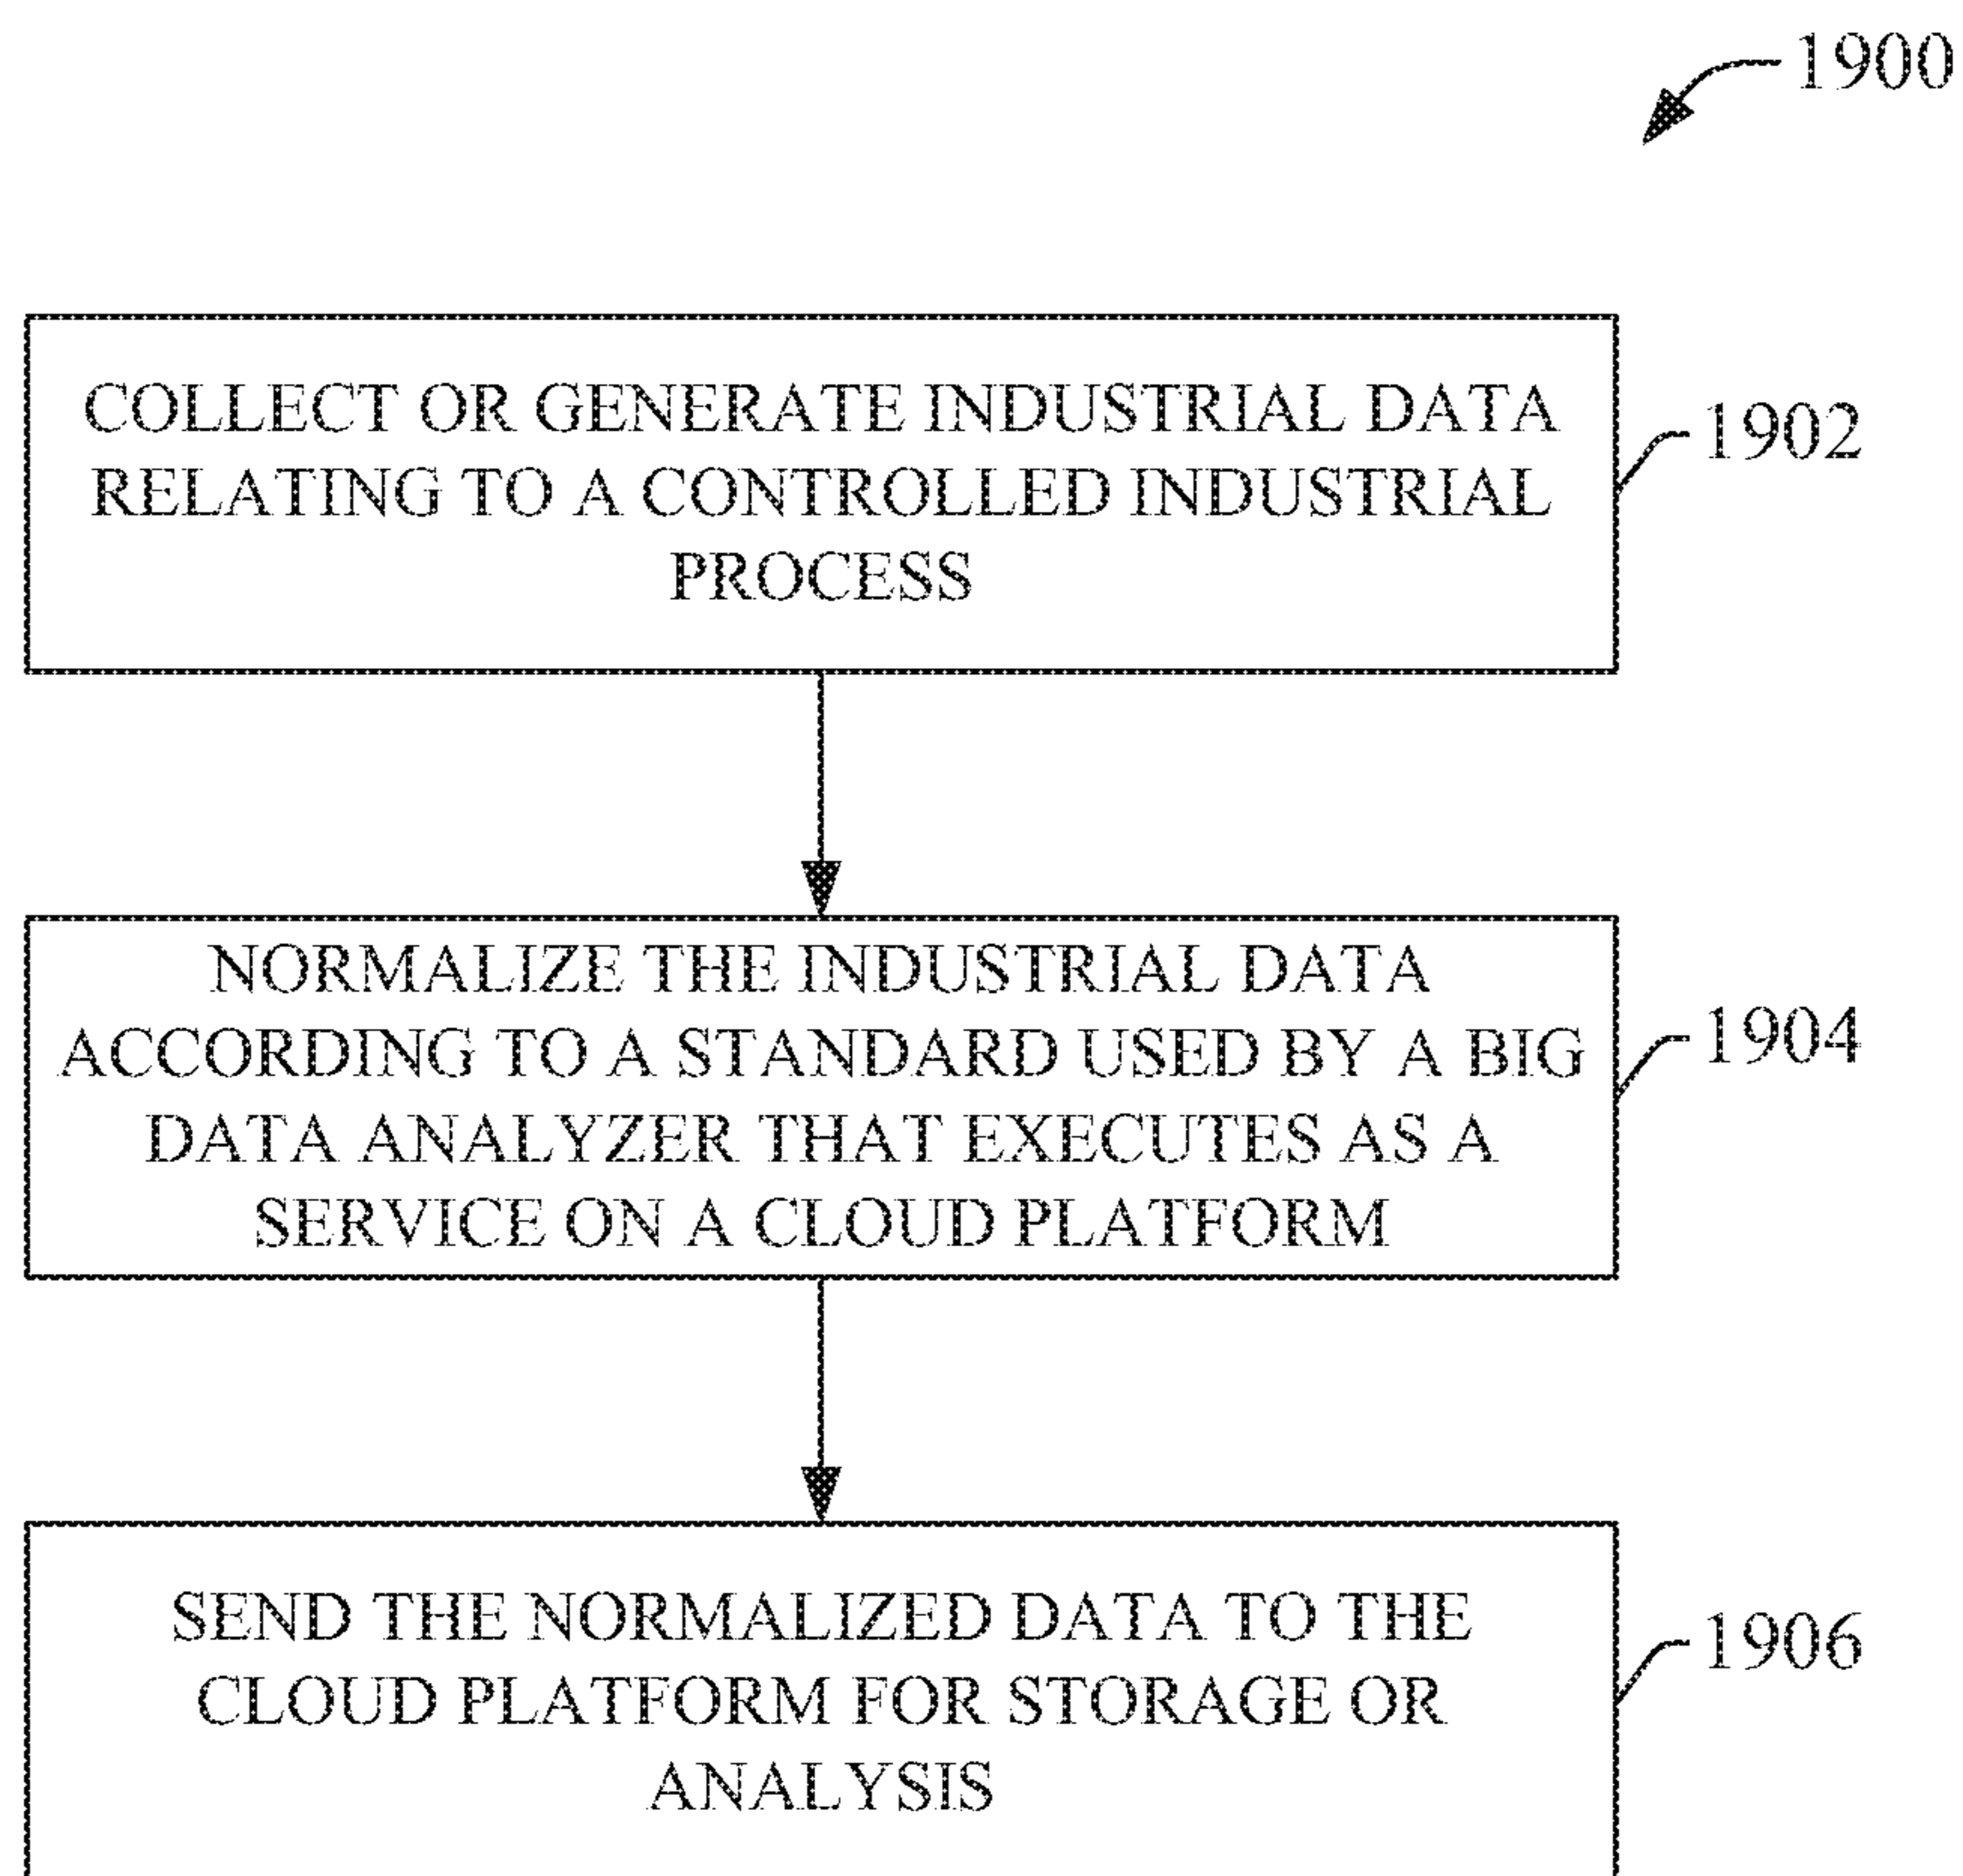 1900
COLLECT OR GENERATE INDUSTRIAL DATA
RELATING TO A CONTROLLED INDUSTRIAL
PROCESS
1902
NORMALIZE THE INDUSTRIAL DATA
ACCORDING TO A STANDARD USED BY A BIG
DATA ANALYZER THAT EXECUTES AS A
SERVICE ON A CLOUD PLATFORM
1904
SEND THE NORMALIZED DATA TO THE
CLOUD PLATFORM FOR STORAGE OR
ANALYSIS
1906